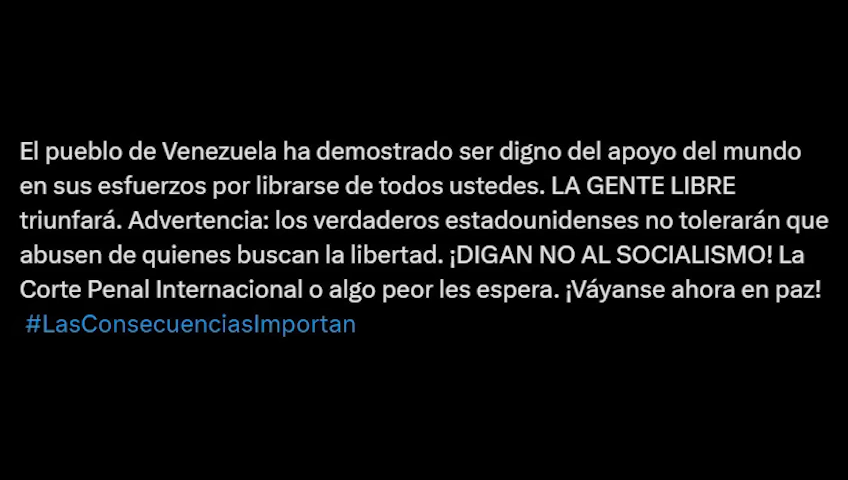 El pueblo de Venezuela ha demostrado ser digno del apoyo del mundo
en sus esfuerzos por librarse de todos ustedes. LA GENTE LIBRE
triunfará. Advertencia: los verdaderos estadounidenses no tolerarán que
abusen de quienes buscan la libertad. ¡DIGAN NO AL SOCIALISMO! La
Corte Penal Internacional o algo peor les espera. ¡Váyanse ahora en paz!
#LasConsecuenciasImportan